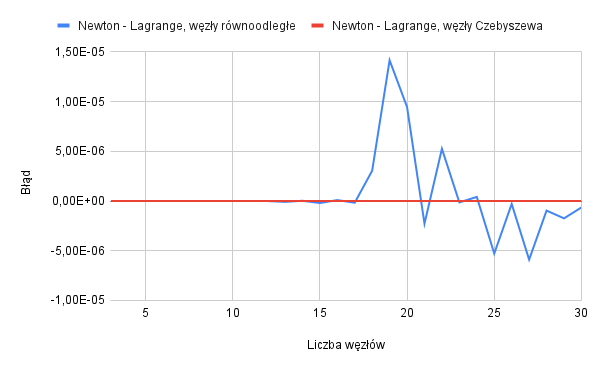 Newton - Lagrange, węzły równoodległe
Newton - Lagrange, węzły Czebyszewa
1,50E-05
1,00E-05
5,00E-06
0,00E+00
-5,00E-06
-1,00E-05
Błąd
5
10
15
20
25
30
Liczba węzłów